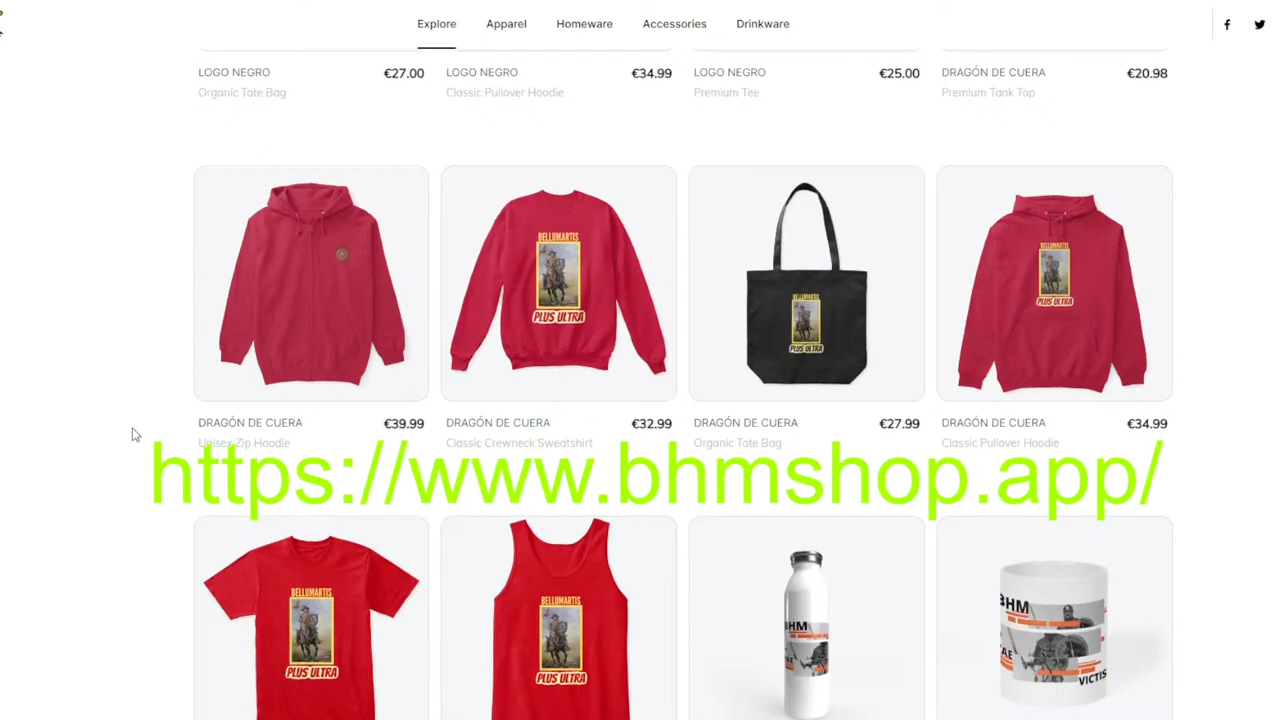 Explore Apparel Homeware Accessories Drinkware
LOGO NEGRO €27.00 LOGO NEGRO €34.99 LOGO NEGRO €25.00 DRAGÓN DE CUERA €20.98
Organic Tote Bag Classic Pullover Hoodie Premium Tee Premium Tank Top
BELLUMARTIS
PLUS ULTRA
BELLUMARTIS
PLUS ULTRA
BELLUMARTIS
PLUS ULTRA
DRAGÓN DE CUERA €39.99 DRAGÓN DE CUERA €32.99 DRAGÓN DE CUERA €27.99 DRAGÓN DE CUERA €34.99
Unisex Zip Hoodie Classic Crewneck Sweatshirt Organic Tote Bag Classic Pullover Hoodie
https://www.bhmshop.app/
BELLUMARTIS
PLUS ULTRA
BELLUMARTIS
PLUS ULTRA
BHM
BHM
VICTIS